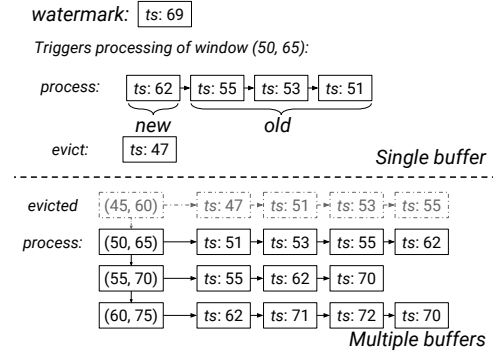 watermark: ts: 69
Triggers processing of window (50, 65):
process: ts: 62 ts: 55 ts: 53 ts: 51
new old
evict: ts: 47
Single buffer
evicted (45, 60) ts: 47 ts: 51 ts: 53 ts: 55
process: (50, 65) ts: 51 ts: 53 ts: 55 ts: 62
(55, 70) ts: 55 ts: 62 ts: 70
(60, 75) ts: 62 ts: 71 ts: 72 ts: 70
Multiple buffers